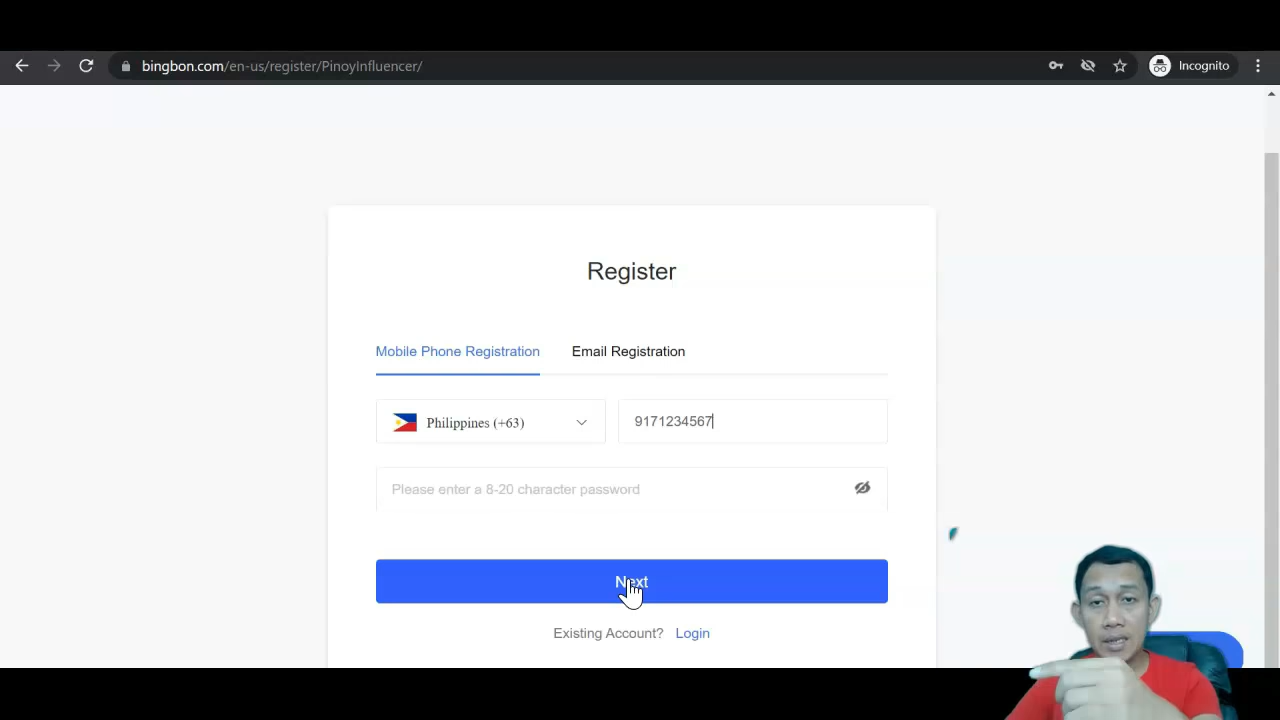 bingbon.com/en-us/register/PinoyInfluencer/
Incognito
Register
Mobile Phone Registration
Email Registration
Philippines (+63)
9171234567
Please enter a 8-20 character password
Next
Existing Account? Login